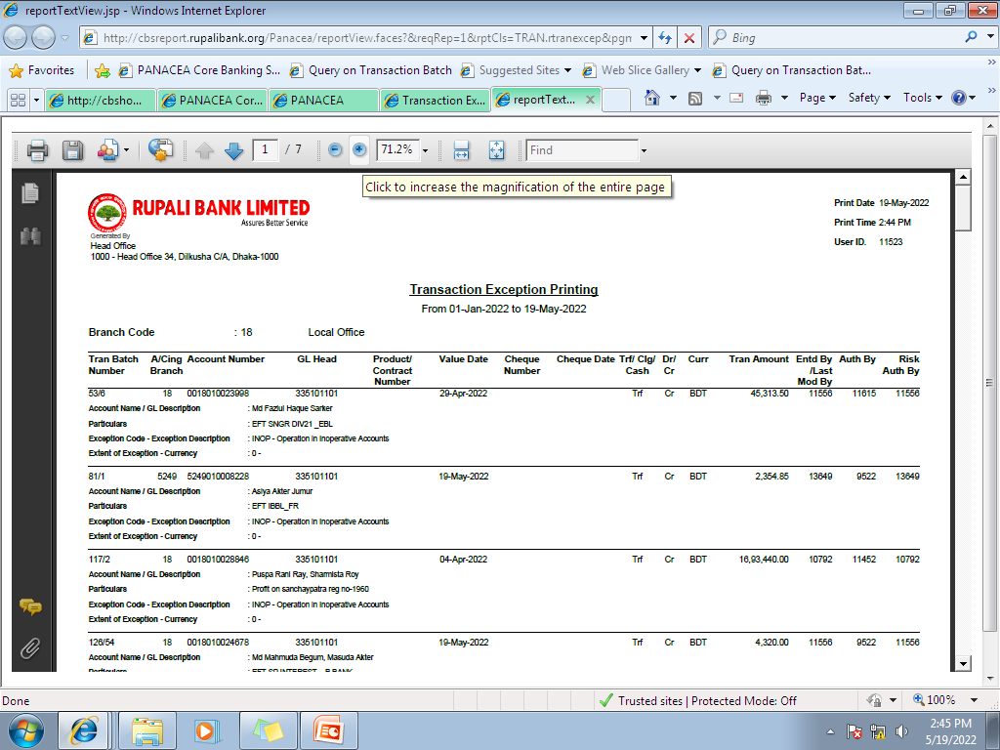 reportTextView.jsp - Windows Internet Explorer
http://cbsreport.rupalibank.org/Panacea/reportView.faces?&reqRep=1&rptCls=TRAN.rtranexcep&pgn
Bing
Favorites PANACEA Core Banking S... Query on Transaction Batch Suggested Sites Web Slice Gallery Query on Transaction Bat...
http://cbsho... PANACEA Cor... PANACEA Transaction Ex... reportText... Page Safety Tools
1 / 7 71.2% Find
Click to increase the magnification of the entire page
RUPALI BANK LIMITED
Assures Better Service
Generated By
Head Office
1000 - Head Office 34, Dilkusha C/A, Dhaka-1000
Print Date 19-May-2022
Print Time 2:44 PM
User ID. 11523
Transaction Exception Printing
From 01-Jan-2022 to 19-May-2022
Branch Code : 18 Local Office
Tran Batch Number A/Cing Branch Account Number GL Head Product/ Contract Number Value Date Cheque Number Cheque Date Trf/ Clg/ Cash Dr/ Cr Curr Tran Amount Entd By /Last Mod By Auth By Risk Auth By
53/6 18 0018010023998 335101101 29-Apr-2022 Trf Cr BDT 45,313.50 11556 11615 11556
Account Name / GL Description : Md Fazlul Haque Sarker
Particulars : EFT SNGR DIV21 _EBL
Exception Code - Exception Description : INOP - Operation in Inoperative Accounts
Extent of Exception - Currency : 0 -
81/1 5249 5249010008228 335101101 19-May-2022 Trf Cr BDT 2,354.85 13649 9522 13649
Account Name / GL Description : Asiya Akter Jumur
Particulars : EFT IBBL_FR
Exception Code - Exception Description : INOP - Operation in Inoperative Accounts
Extent of Exception - Currency : 0 -
117/2 18 0018010028846 335101101 04-Apr-2022 Trf Cr BDT 16,93,440.00 10792 11452 10792
Account Name / GL Description : Puspa Rani Ray, Sharmista Roy
Particulars : Profit on sanchaypatra reg no-1960
Exception Code - Exception Description : INOP - Operation in Inoperative Accounts
Extent of Exception - Currency : 0 -
126/54 18 0018010024678 335101101 19-May-2022 Trf Cr BDT 4,320.00 11556 9522 11556
Account Name / GL Description : Md Mahmuda Begum, Masuda Akter
Particulars : EFT SP INTEREST
Done Trusted sites | Protected Mode: Off 100%
2:45 PM
5/19/2022